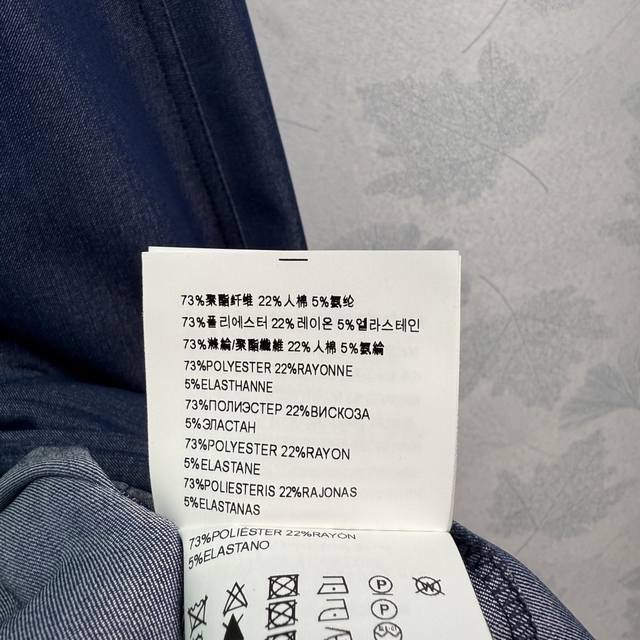 73%聚酯纤维 22%人棉 5%氨纶
73%폴리에스터 22%레이온 5%엘라스테인
73%滌綸/聚酯纖維 22%人棉 5%氨綸
73%POLYESTER 22%RAYONNE
5%ELASTHANNE
73%ПОЛИЭСТЕР 22%ВИСКОЗА
5%ЭЛАСТАН
73%POLYESTER 22%RAYON
5%ELASTANE
73%POLIESTERIS 22%RAJONAS
5%ELASTANAS
73%POLIÉSTER 22%RAYON
5%ELASTANO